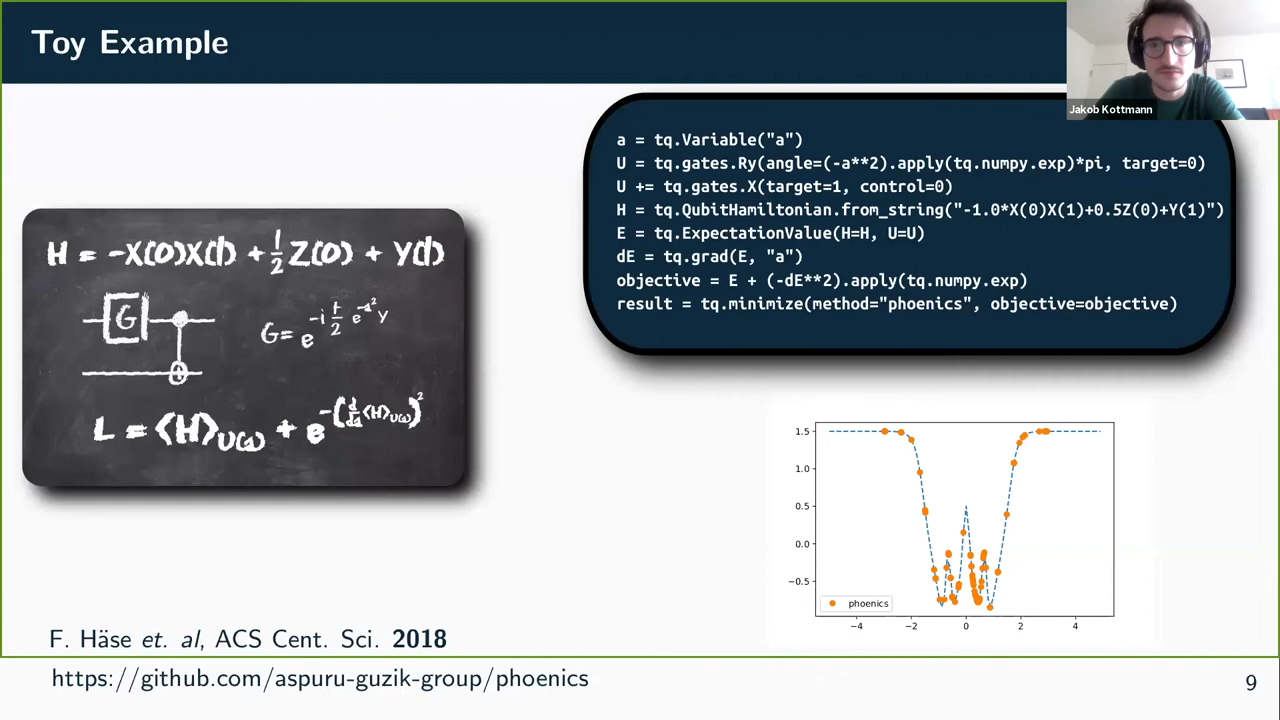 Toy Example
Jakob Kottmann
a = tq.Variable("a")
U = tq.gates.Ry(angle=(-a**2).apply(tq.numpy.exp)*pi, target=0)
U += tq.gates.X(target=1, control=0)
H = tq.QubitHamiltonian.from_string("-1.0*X(0)X(1)+0.5Z(0)+Y(1)")
E = tq.ExpectationValue(H=H, U=U)
dE = tq.grad(E, "a")
objective = E + (-dE**2).apply(tq.numpy.exp)
result = tq.minimize(method="phoenics", objective=objective)
H = -X(0)X(1) + 1/2 Z(0) + Y(1)
G
L = ⟨H⟩_U(a) + e^-(d/da ⟨H⟩_U(a))^2
1.5
1.0
0.5
0.0
−0.5
phoenics
−4 −2 0 2 4
F. Häse et. al, ACS Cent. Sci. 2018
https://github.com/aspuru-guzik-group/phoenics
9